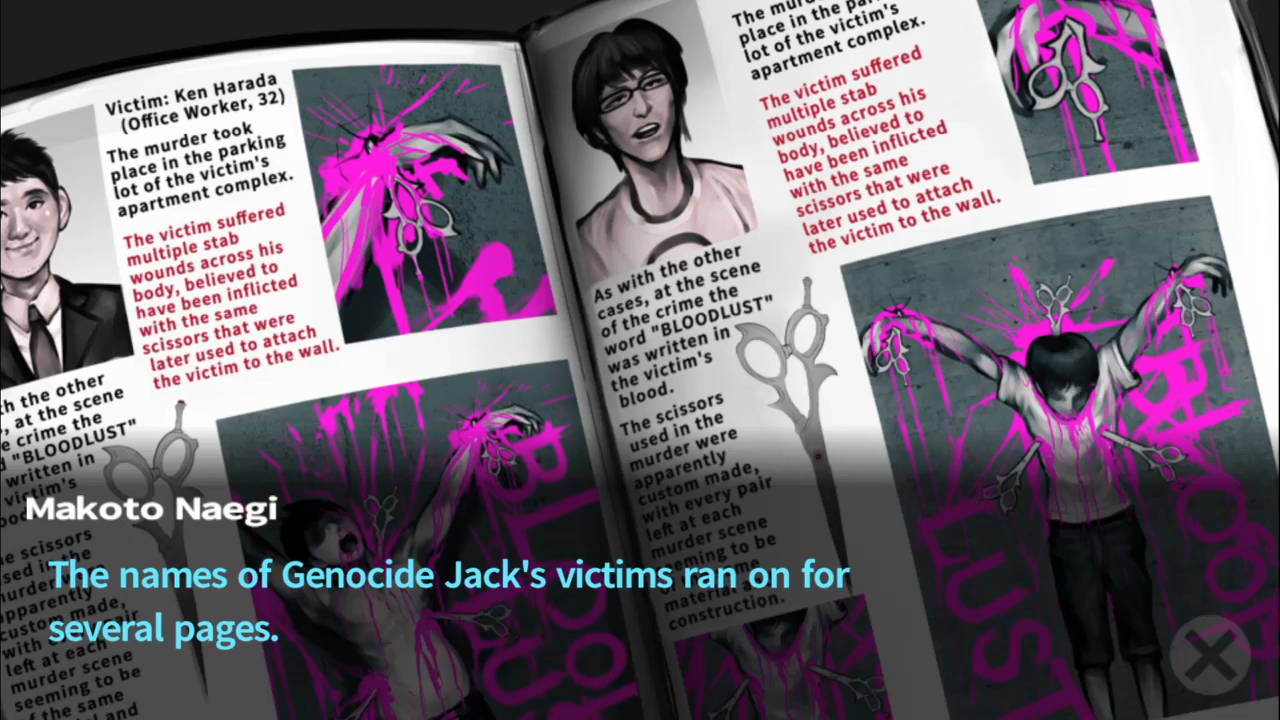 Victim: Ken Harada
(Office Worker, 32)
The murder took
place in the parking
lot of the victim's
apartment complex.
The victim suffered
multiple stab
wounds across his
body, believed to
have been inflicted
with the same
scissors that were
later used to attach
the victim to the wall.
the other
, at the scene
crime the
"BLOODLUST"
written in
victim's
scissors
murder
apparently
custom made,
with every pair
left at each
murder scene
seeming to be
of the same
and
BLOOD
LUST
The murder
place in the
lot of the victim's
apartment complex.
The victim suffered
multiple stab
wounds across his
body, believed to
have been inflicted
with the same
scissors that were
later used to attach
the victim to the wall.
As with the other
cases, at the scene
of the crime the
word "BLOODLUST"
was written in
the victim's
blood.
The scissors
used in the
murder were
apparently
custom made,
with every pair
left at each
murder scene
seeming to be
of the same
material and
construction.
BLOOD
LUST
Makoto Naegi
The names of Genocide Jack's victims ran on for
several pages.